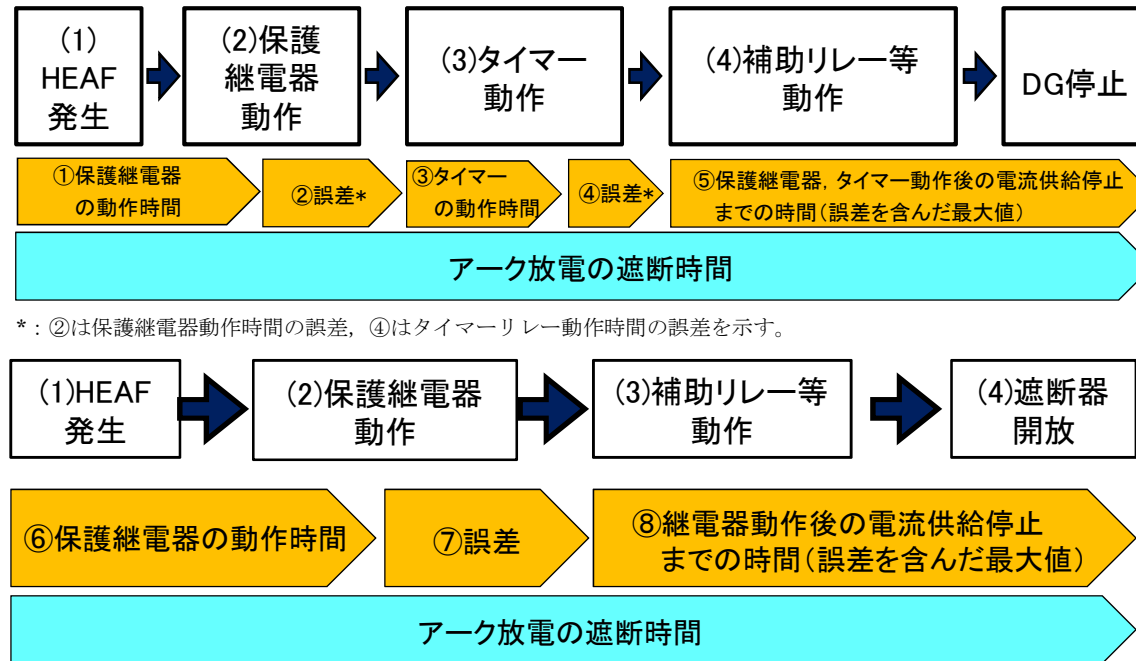 (1)
HEAF
発生
(2)保護
継電器
動作
(3)タイマー
動作
(4)補助リレー等
動作
DG停止
①保護継電器
の動作時間
②誤差*
③タイマー
の動作時間
④誤差*
⑤保護継電器，タイマー動作後の電流供給停止
までの時間(誤差を含んだ最大値)
アーク放電の遮断時間
*：②は保護継電器動作時間の誤差，④はタイマーリレー動作時間の誤差を示す。
(1)HEAF
発生
(2)保護継電器
動作
(3)補助リレー等
動作
(4)遮断器
開放
⑥保護継電器の動作時間
⑦誤差
⑧継電器動作後の電流供給停止
までの時間(誤差を含んだ最大値)
アーク放電の遮断時間